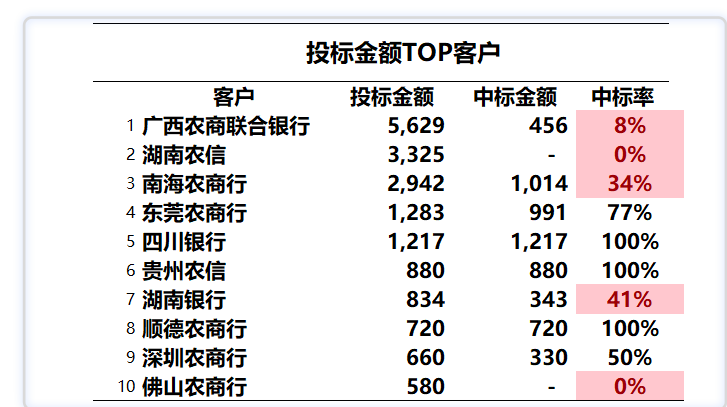 投标金额TOP客户
客户 投标金额 中标金额 中标率
1 广西农商联合银行 5,629 456 8%
2 湖南农信 3,325 - 0%
3 南海农商行 2,942 1,014 34%
4 东莞农商行 1,283 991 77%
5 四川银行 1,217 1,217 100%
6 贵州农信 880 880 100%
7 湖南银行 834 343 41%
8 顺德农商行 720 720 100%
9 深圳农商行 660 330 50%
10 佛山农商行 580 - 0%